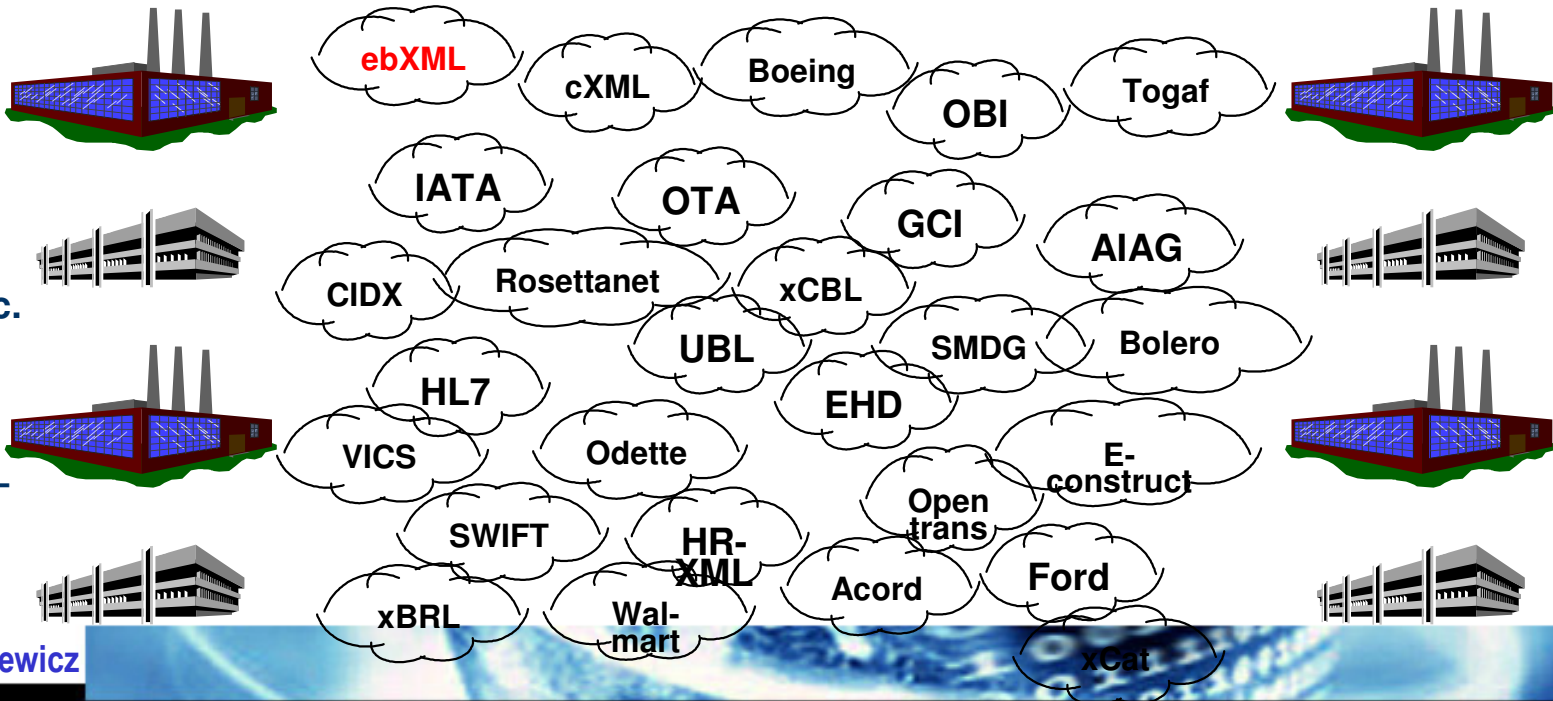 ebXML
cXML
Boeing
OBI
Togaf
IATA
OTA
GCI
AIAG
CIDX
Rosettanet
xCBL
c.
UBL
SMDG
Bolero
HL7
EHD
VICS
Odette
E-
construct
Open
trans
SWIFT
HR-
XML
Acord
Ford
xBRL
Wal-
mart
ewicz
xCat